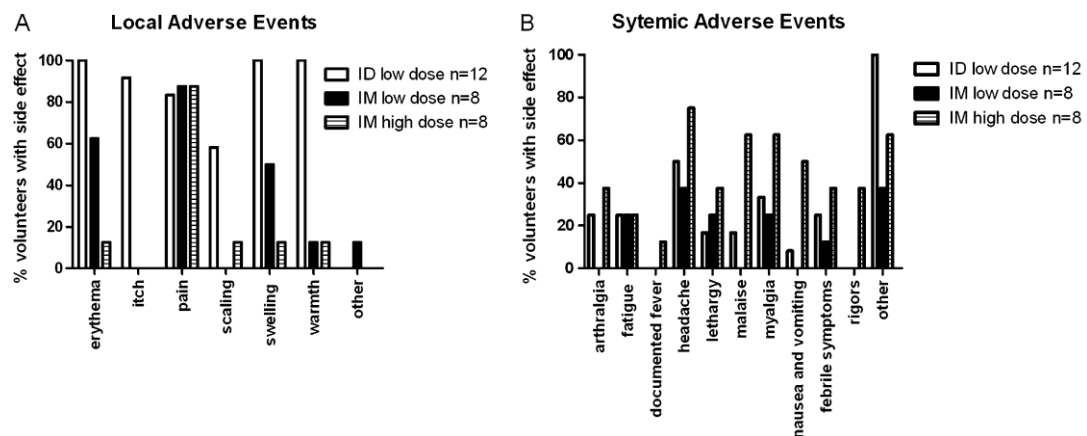 A
Local Adverse Events
% volunteers with side effect
100
80
60
40
20
0
ID low dose n=12
IM low dose n=8
IM high dose n=8
erythema
itch
pain
scaling
swelling
warmth
other
B
Sytemic Adverse Events
% volunteers with side effect
100
80
60
40
20
0
ID low dose n=12
IM low dose n=8
IM high dose n=8
arthralgia
fatigue
documented fever
headache
lethargy
malaise
myalgia
nausea and vomiting
febrile symptoms
rigors
other